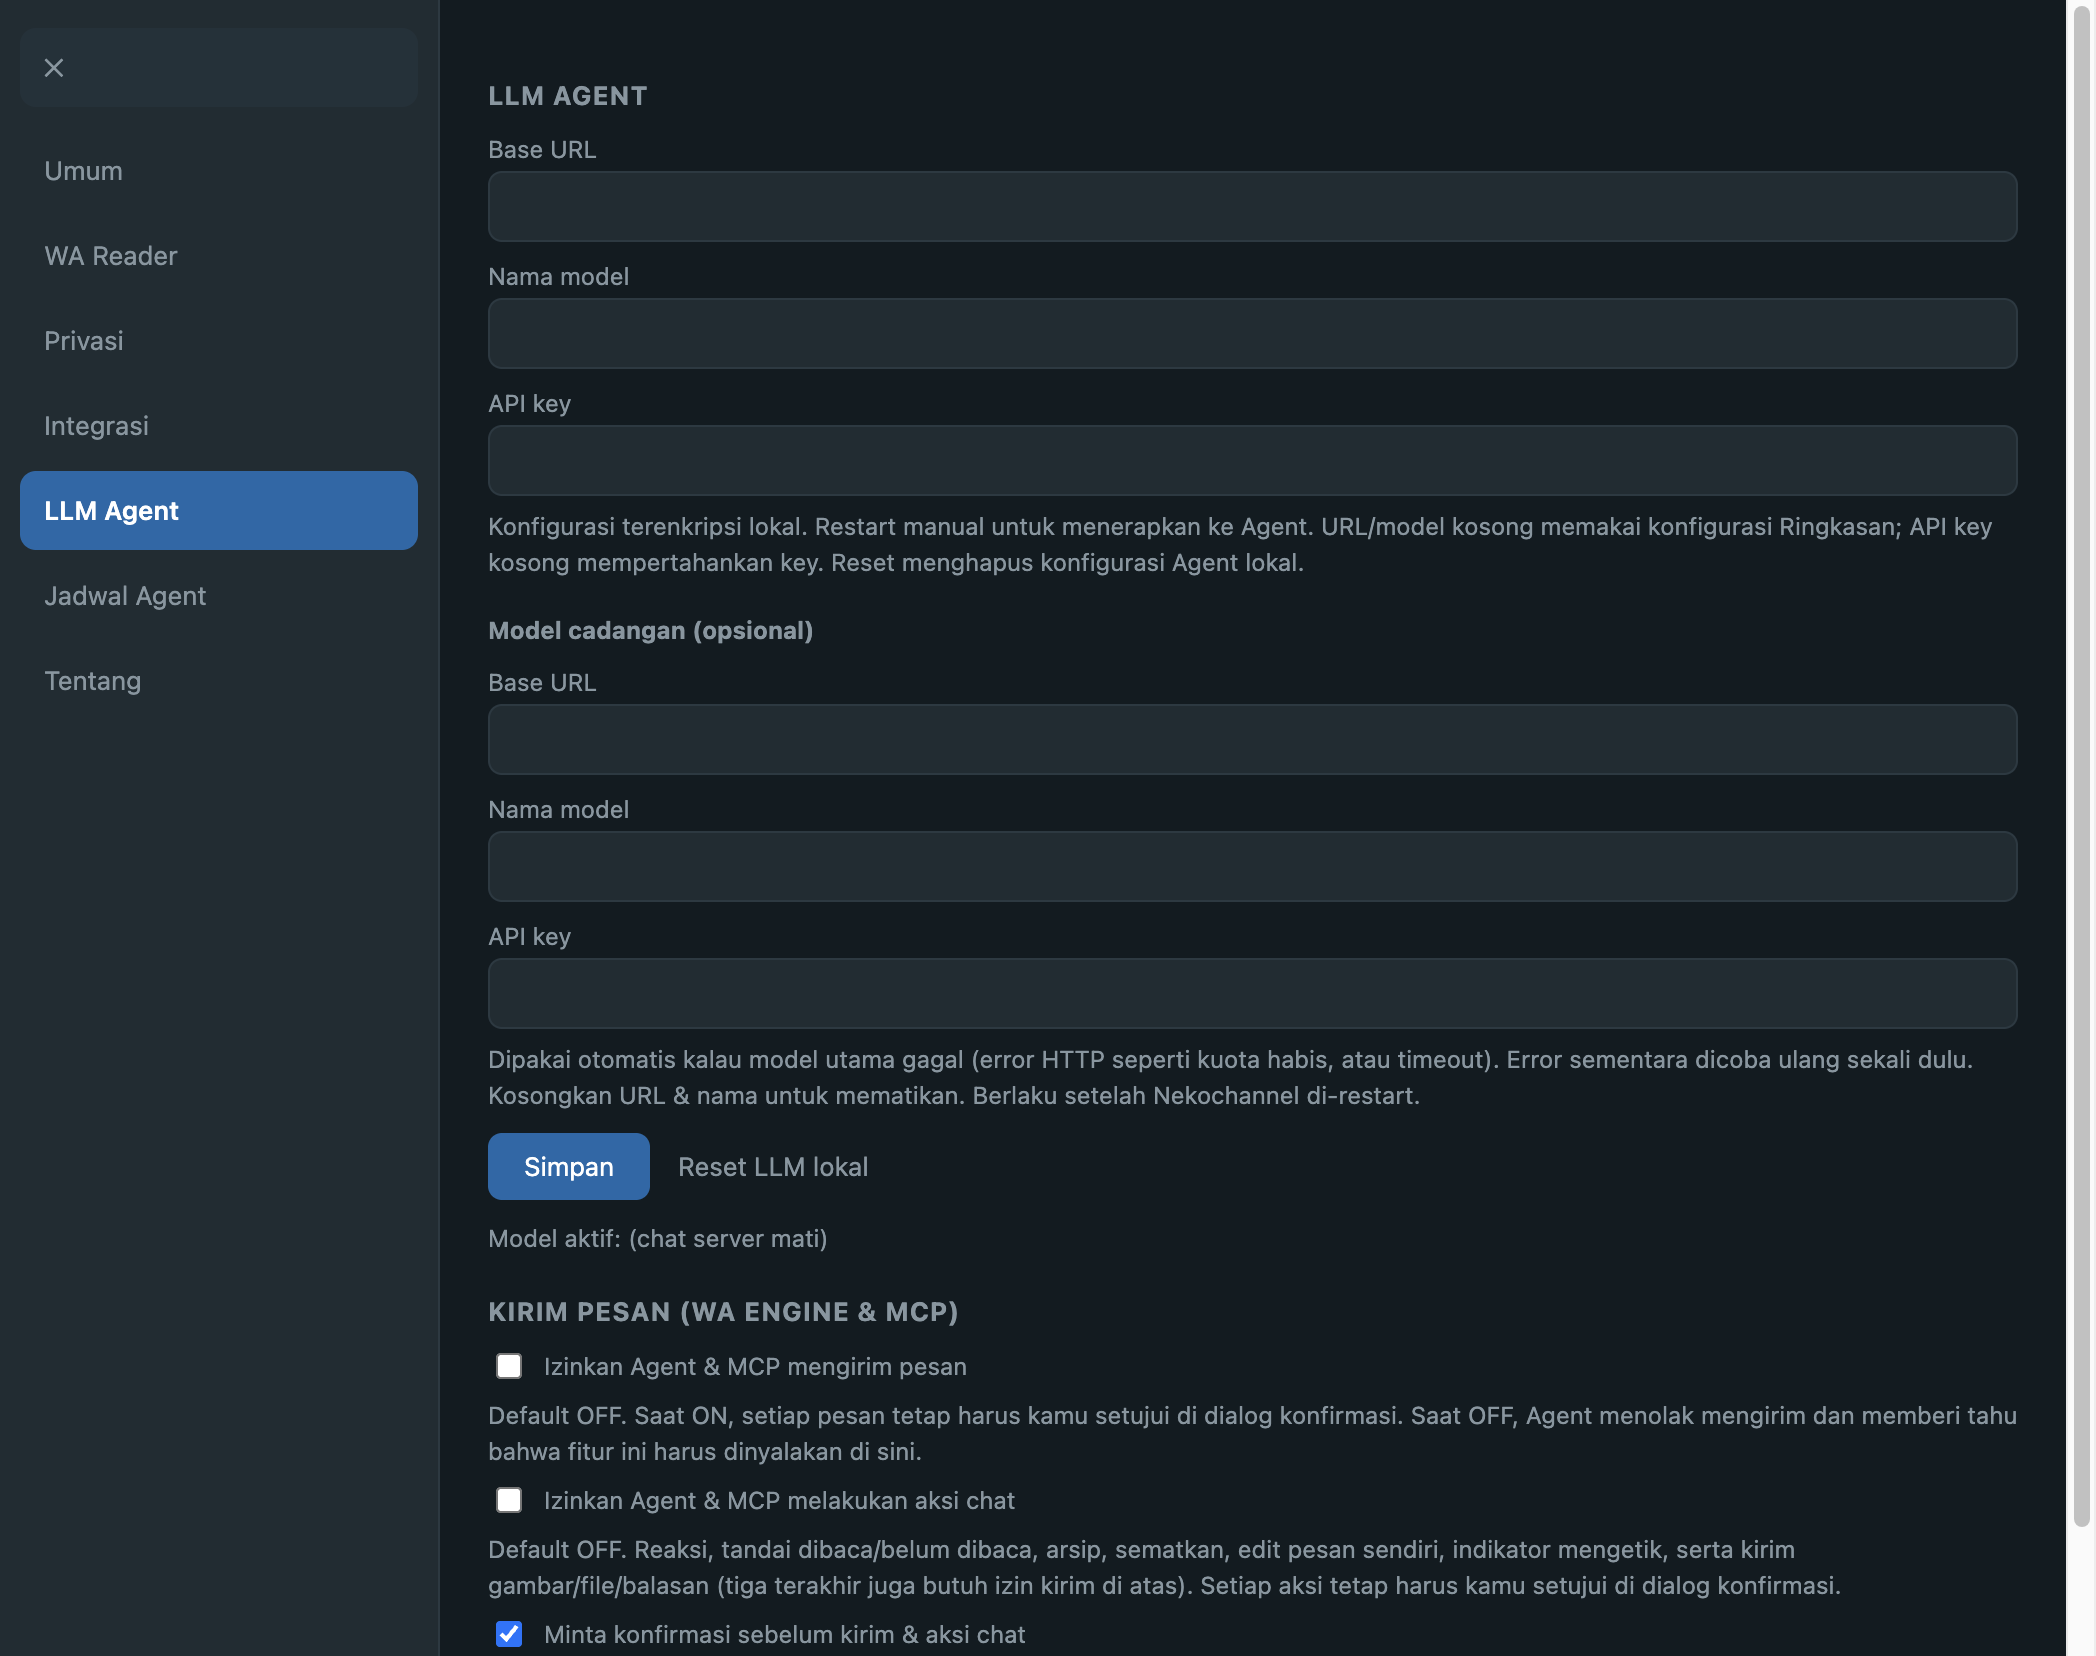 Umum
WA Reader
Privasi
Integrasi
LLM Agent
Jadwal Agent
Tentang
LLM AGENT
Base URL
Nama model
API key
Konfigurasi terenkripsi lokal. Restart manual untuk menerapkan ke Agent. URL/model kosong memakai konfigurasi Ringkasan; API key
kosong mempertahankan key. Reset menghapus konfigurasi Agent lokal.
Model cadangan (opsional)
Base URL
Nama model
API key
Dipakai otomatis kalau model utama gagal (error HTTP seperti kuota habis, atau timeout). Error sementara dicoba ulang sekali dulu.
Kosongkan URL & nama untuk mematikan. Berlaku setelah Nekochannel di-restart.
Simpan
Reset LLM lokal
Model aktif: (chat server mati)
KIRIM PESAN (WA ENGINE & MCP)
Izinkan Agent & MCP mengirim pesan
Default OFF. Saat ON, setiap pesan tetap harus kamu setujui di dialog konfirmasi. Saat OFF, Agent menolak mengirim dan memberi tahu
bahwa fitur ini harus dinyalakan di sini.
Izinkan Agent & MCP melakukan aksi chat
Default OFF. Reaksi, tandai dibaca/belum dibaca, arsip, sematkan, edit pesan sendiri, indikator mengetik, serta kirim
gambar/file/balasan (tiga terakhir juga butuh izin kirim di atas). Setiap aksi tetap harus kamu setujui di dialog konfirmasi.
Minta konfirmasi sebelum kirim & aksi chat